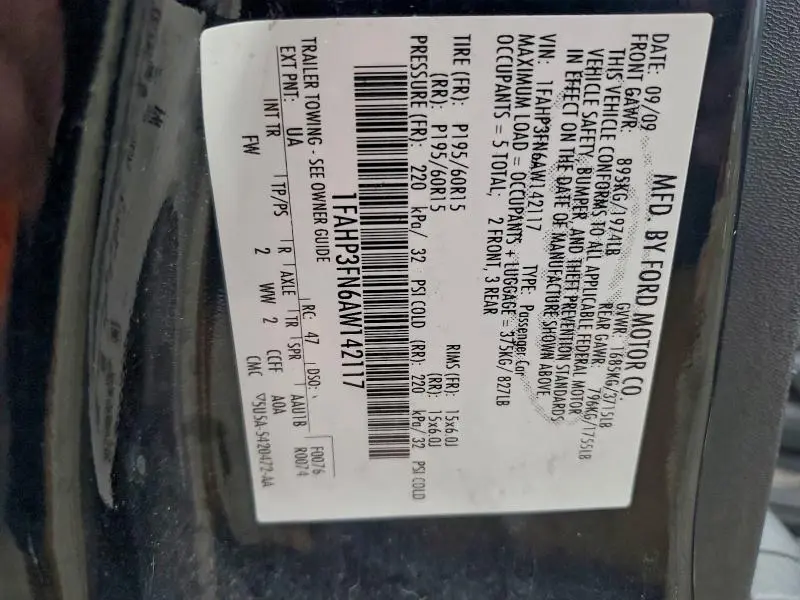 MFD. BY FORD MOTOR CO.
DATE: 09/09 GVWR: 1685KG/3715LB
FRONT GAWR: 895KG/1974LB REAR GAWR: 796KG/1755LB
THIS VEHICLE CONFORMS TO ALL APPLICABLE FEDERAL MOTOR
VEHICLE SAFETY, BUMPER, AND THEFT PREVENTION STANDARDS
IN EFFECT ON THE DATE OF MANUFACTURE SHOWN ABOVE.
VIN: 1FAHP3FN6AW142117 TYPE: Passenger Car
MAXIMUM LOAD = OCCUPANTS + LUGGAGE = 375KG/ 827LB
OCCUPANTS = 5 TOTAL; 2 FRONT, 3 REAR
TIRE (FR): P195/60R15 RIMS (FR): 15x6.0J
(RR): P195/60R15 (RR): 15x6.0J
PRESSURE (FR): 220 kPa/ 32 PSI COLD (RR): 220 kPa/ 32 PSI COLD
1FAHP3FN6AW142117
TRAILER TOWING - SEE OWNER GUIDE
EXT PNT: UA RC: 47 DSO: F0076
R0074
INT TR TP/PS R AXLE TR SPR AAU1B
FW 2 WW 2 CCFF AOA
CMC 5U5A-5420472-AA